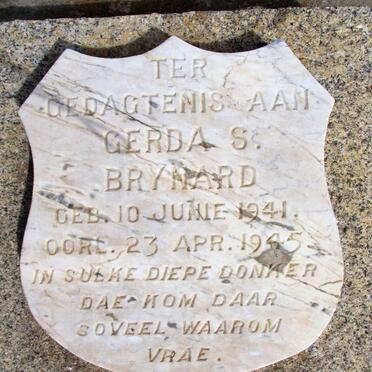 TER
GEDAGTENIS AAN
GERDA S.
BRYNARD
GEB. 10 JUNIE 1941.
OORL. 23 APR. 1945
IN SULKE DIEPE DONKER
DAE KOM DAAR
SOVEEL WAAROM
VRAE.